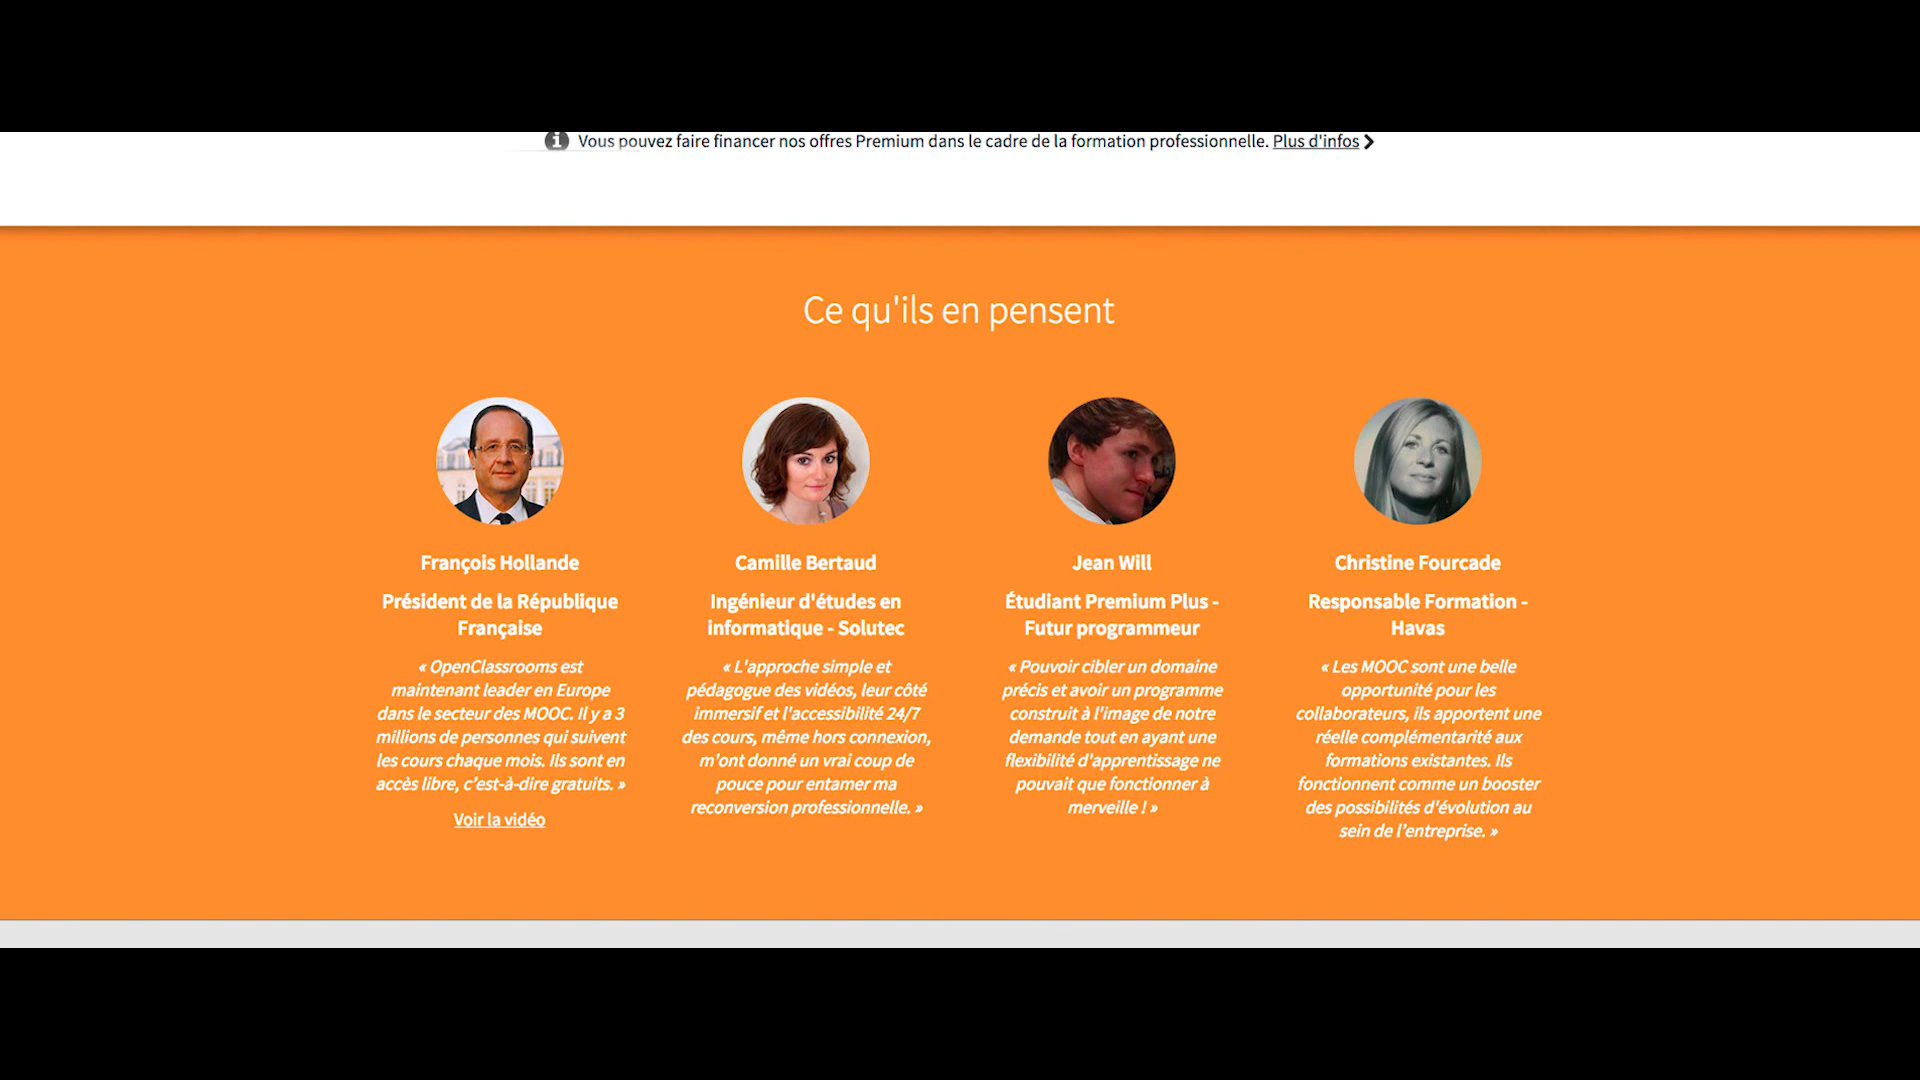 Vous pouvez faire financer nos offres Premium dans le cadre de la formation professionnelle. Plus d'infos
Ce qu'ils en pensent
François Hollande
Président de la République
Française
« OpenClassrooms est
maintenant leader en Europe
dans le secteur des MOOC. Il y a 3
millions de personnes qui suivent
les cours chaque mois. Ils sont en
accès libre, c’est-à-dire gratuits. »
Voir la vidéo
Camille Bertaud
Ingénieur d'études en
informatique - Solutec
« L'approche simple et
pédagogue des vidéos, leur côté
immersif et l'accessibilité 24/7
des cours, même hors connexion,
m'ont donné un vrai coup de
pouce pour entamer ma
reconversion professionnelle. »
Jean Will
Étudiant Premium Plus -
Futur programmeur
« Pouvoir cibler un domaine
précis et avoir un programme
construit à l'image de notre
demande tout en ayant une
flexibilité d'apprentissage ne
pouvait que fonctionner à
merveille ! »
Christine Fourcade
Responsable Formation -
Havas
« Les MOOC sont une belle
opportunité pour les
collaborateurs, ils apportent une
réelle complémentarité aux
formations existantes. Ils
fonctionnent comme un booster
des possibilités d'évolution au
sein de l’entreprise. »